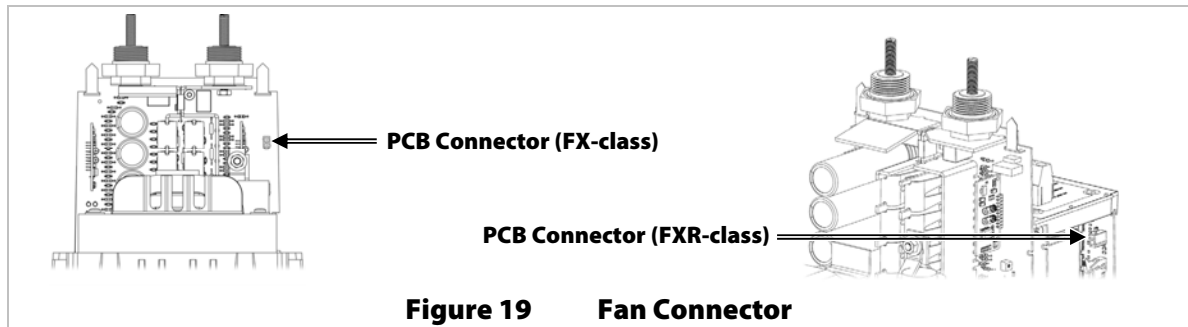 PCB Connector (FX-class)
PCB Connector (FXR-class)
Figure 19 Fan Connector